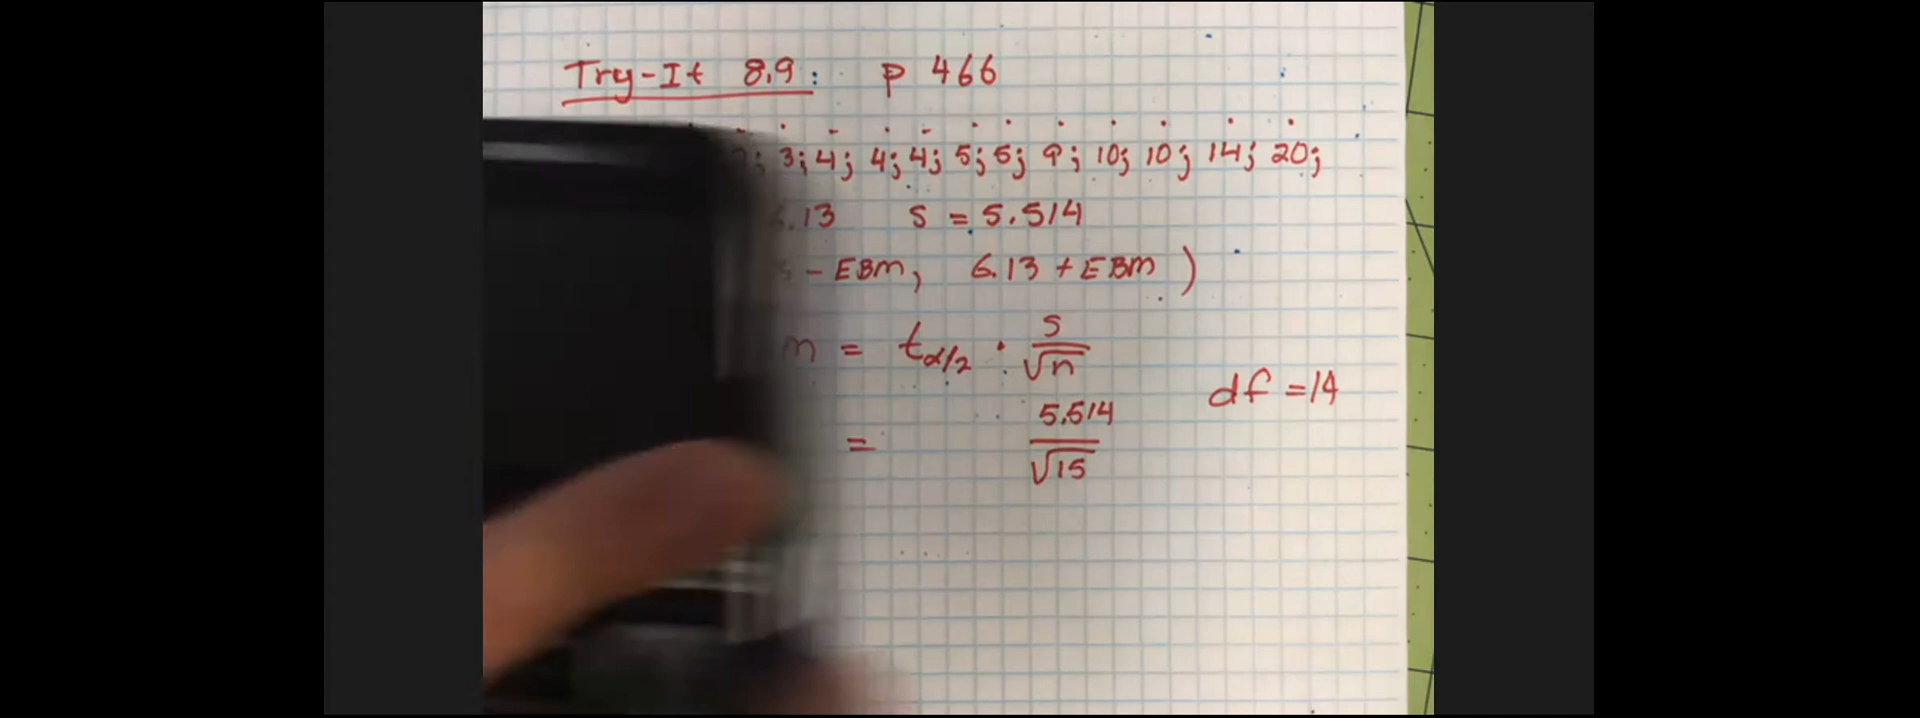 Try-It 8.9: p 466
3; 4; 4; 4; 5; 5; 9; 10; 10; 14; 20;
.13 s = 5.514
- EBM, 6.13 + EBM )
m = tα/2 · s/√n
df = 14
= 5.514/√15